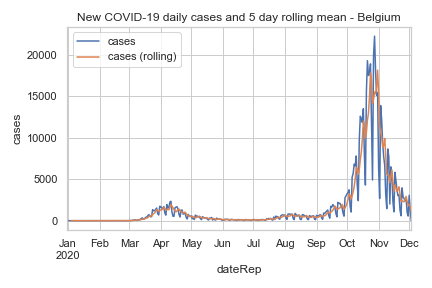 New COVID-19 daily cases and 5 day rolling mean - Belgium
cases
cases (rolling)
cases
20000
15000
10000
5000
0
Jan Feb Mar Apr May Jun Jul Aug Sep Oct Nov Dec
2020
dateRep